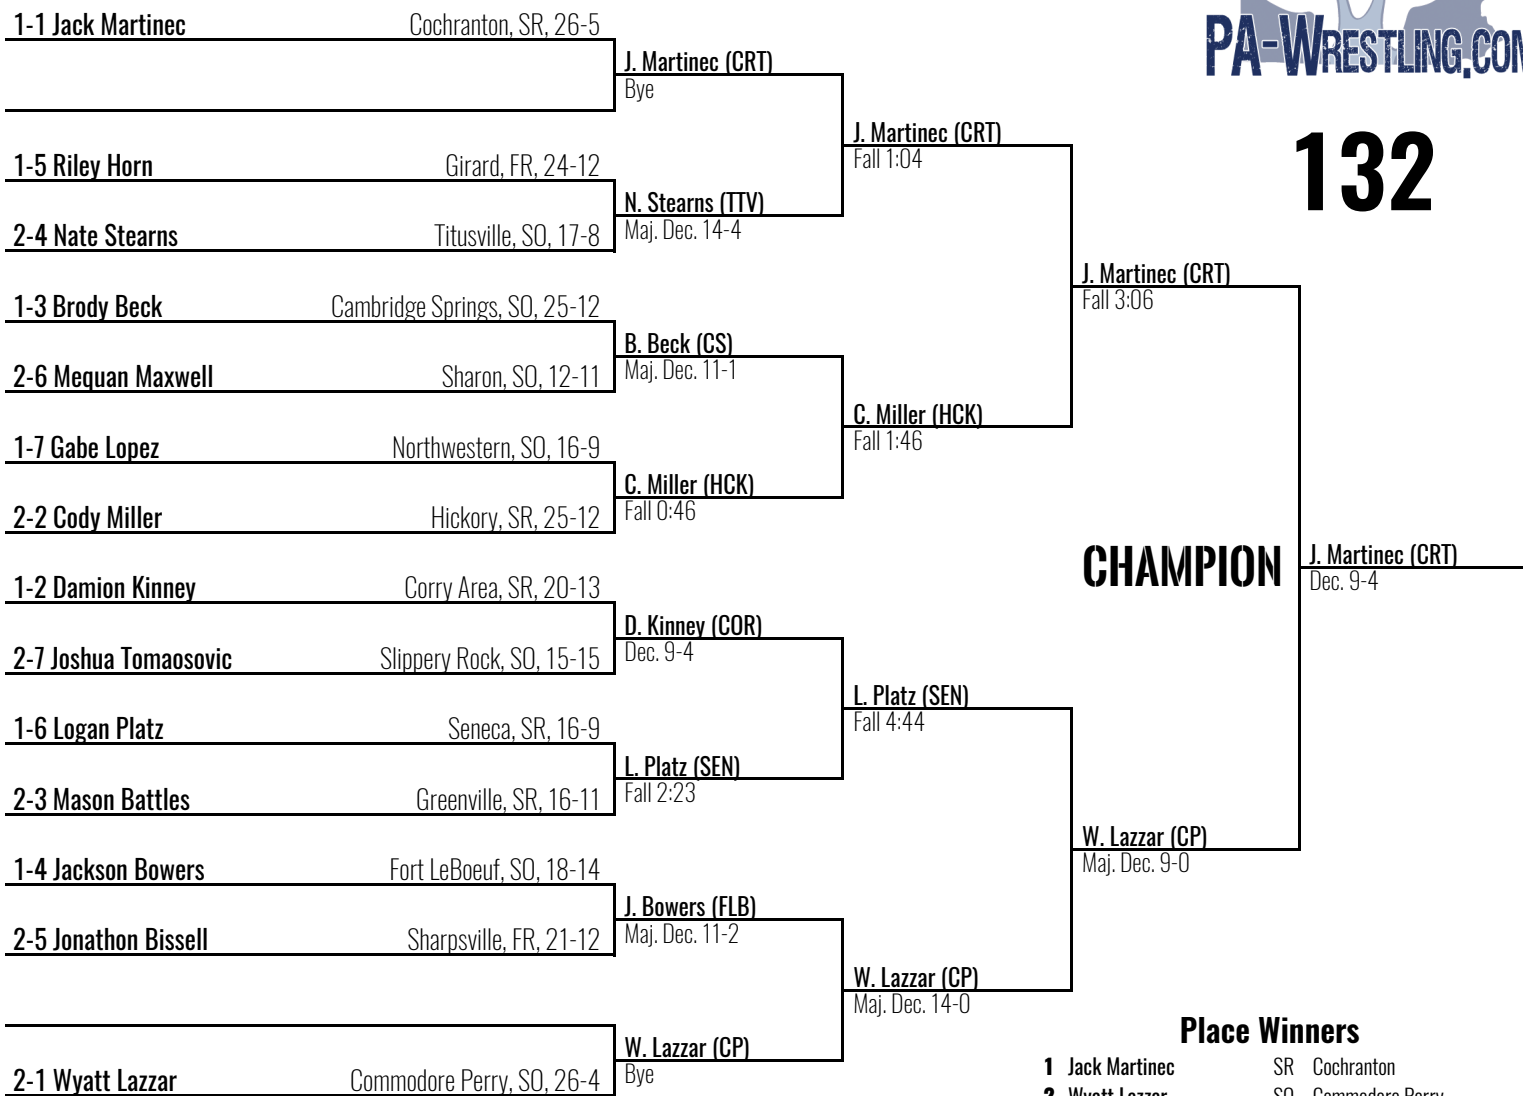 1-1 Jack Martinec Cochranton, SR, 26-5
J. Martinec (CRT)
Bye
1-5 Riley Horn Girard, FR, 24-12
2-4 Nate Stearns Titusville, SO, 17-8
N. Stearns (TTV)
Maj. Dec. 14-4
J. Martinec (CRT)
Fall 1:04
1-3 Brody Beck Cambridge Springs, SO, 25-12
2-6 Mequan Maxwell Sharon, SO, 12-11
B. Beck (CS)
Maj. Dec. 11-1
1-7 Gabe Lopez Northwestern, SO, 16-9
2-2 Cody Miller Hickory, SR, 25-12
C. Miller (HCK)
Fall 0:46
C. Miller (HCK)
Fall 1:46
J. Martinec (CRT)
Fall 3:06
1-2 Damion Kinney Corry Area, SR, 20-13
2-7 Joshua Tomaosovic Slippery Rock, SO, 15-15
D. Kinney (COR)
Dec. 9-4
1-6 Logan Platz Seneca, SR, 16-9
2-3 Mason Battles Greenville, SR, 16-11
L. Platz (SEN)
Fall 2:23
L. Platz (SEN)
Fall 4:44
1-4 Jackson Bowers Fort LeBoeuf, SO, 18-14
2-5 Jonathon Bissell Sharpsville, FR, 21-12
J. Bowers (FLB)
Maj. Dec. 11-2
2-1 Wyatt Lazzar Commodore Perry, SO, 26-4
W. Lazzar (CP)
Bye
W. Lazzar (CP)
Maj. Dec. 14-0
W. Lazzar (CP)
Maj. Dec. 9-0
PA-WRESTLING.COM
132
CHAMPION
J. Martinec (CRT)
Dec. 9-4
Place Winners
1 Jack Martinec SR Cochranton
2 Wyatt Lazzar SO Commodore Perry